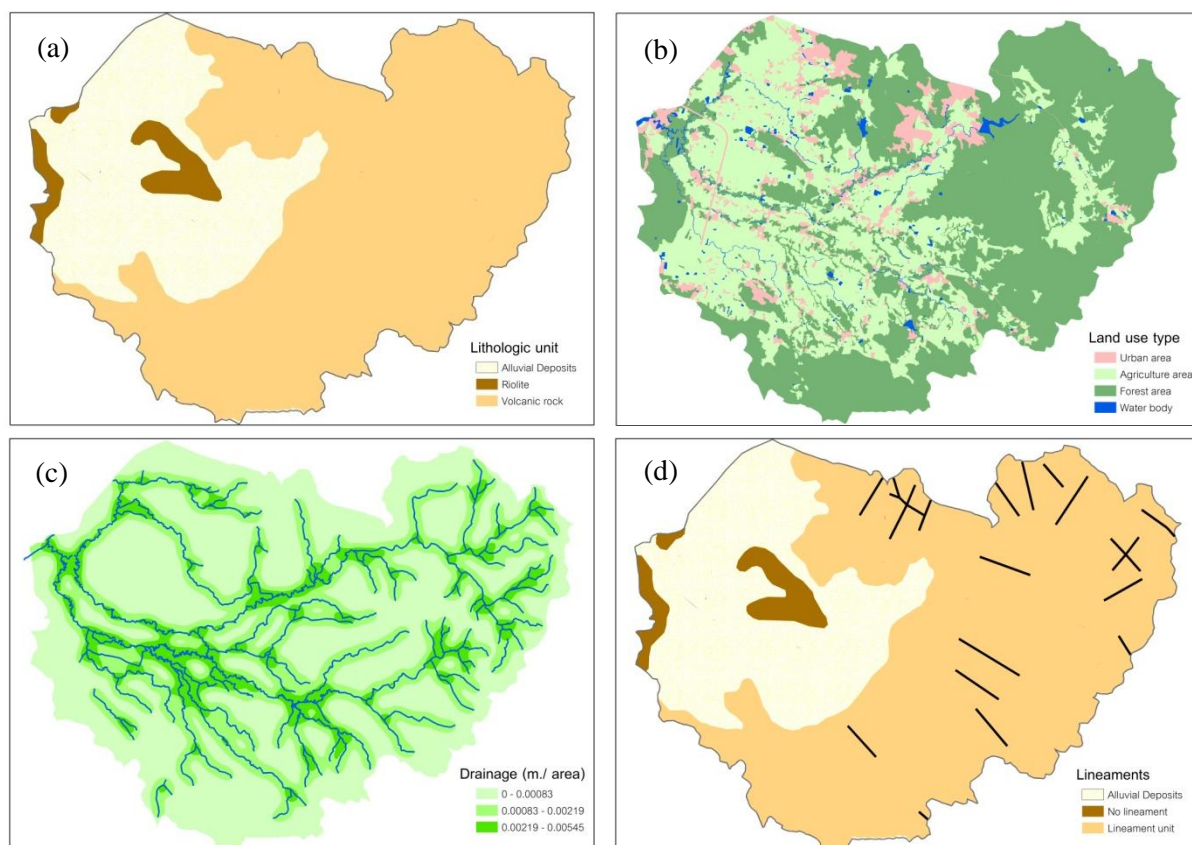 (a)
Lithologic unit
Alluvial Deposits
Riolite
Volcanic rock
(b)
Land use type
Urban area
Agriculture area
Forest area
Water body
(c)
Drainage (m./ area)
0 - 0.00083
0.00083 - 0.00219
0.00219 - 0.00545
(d)
Lineaments
Alluvial Deposits
No lineament
Lineament unit